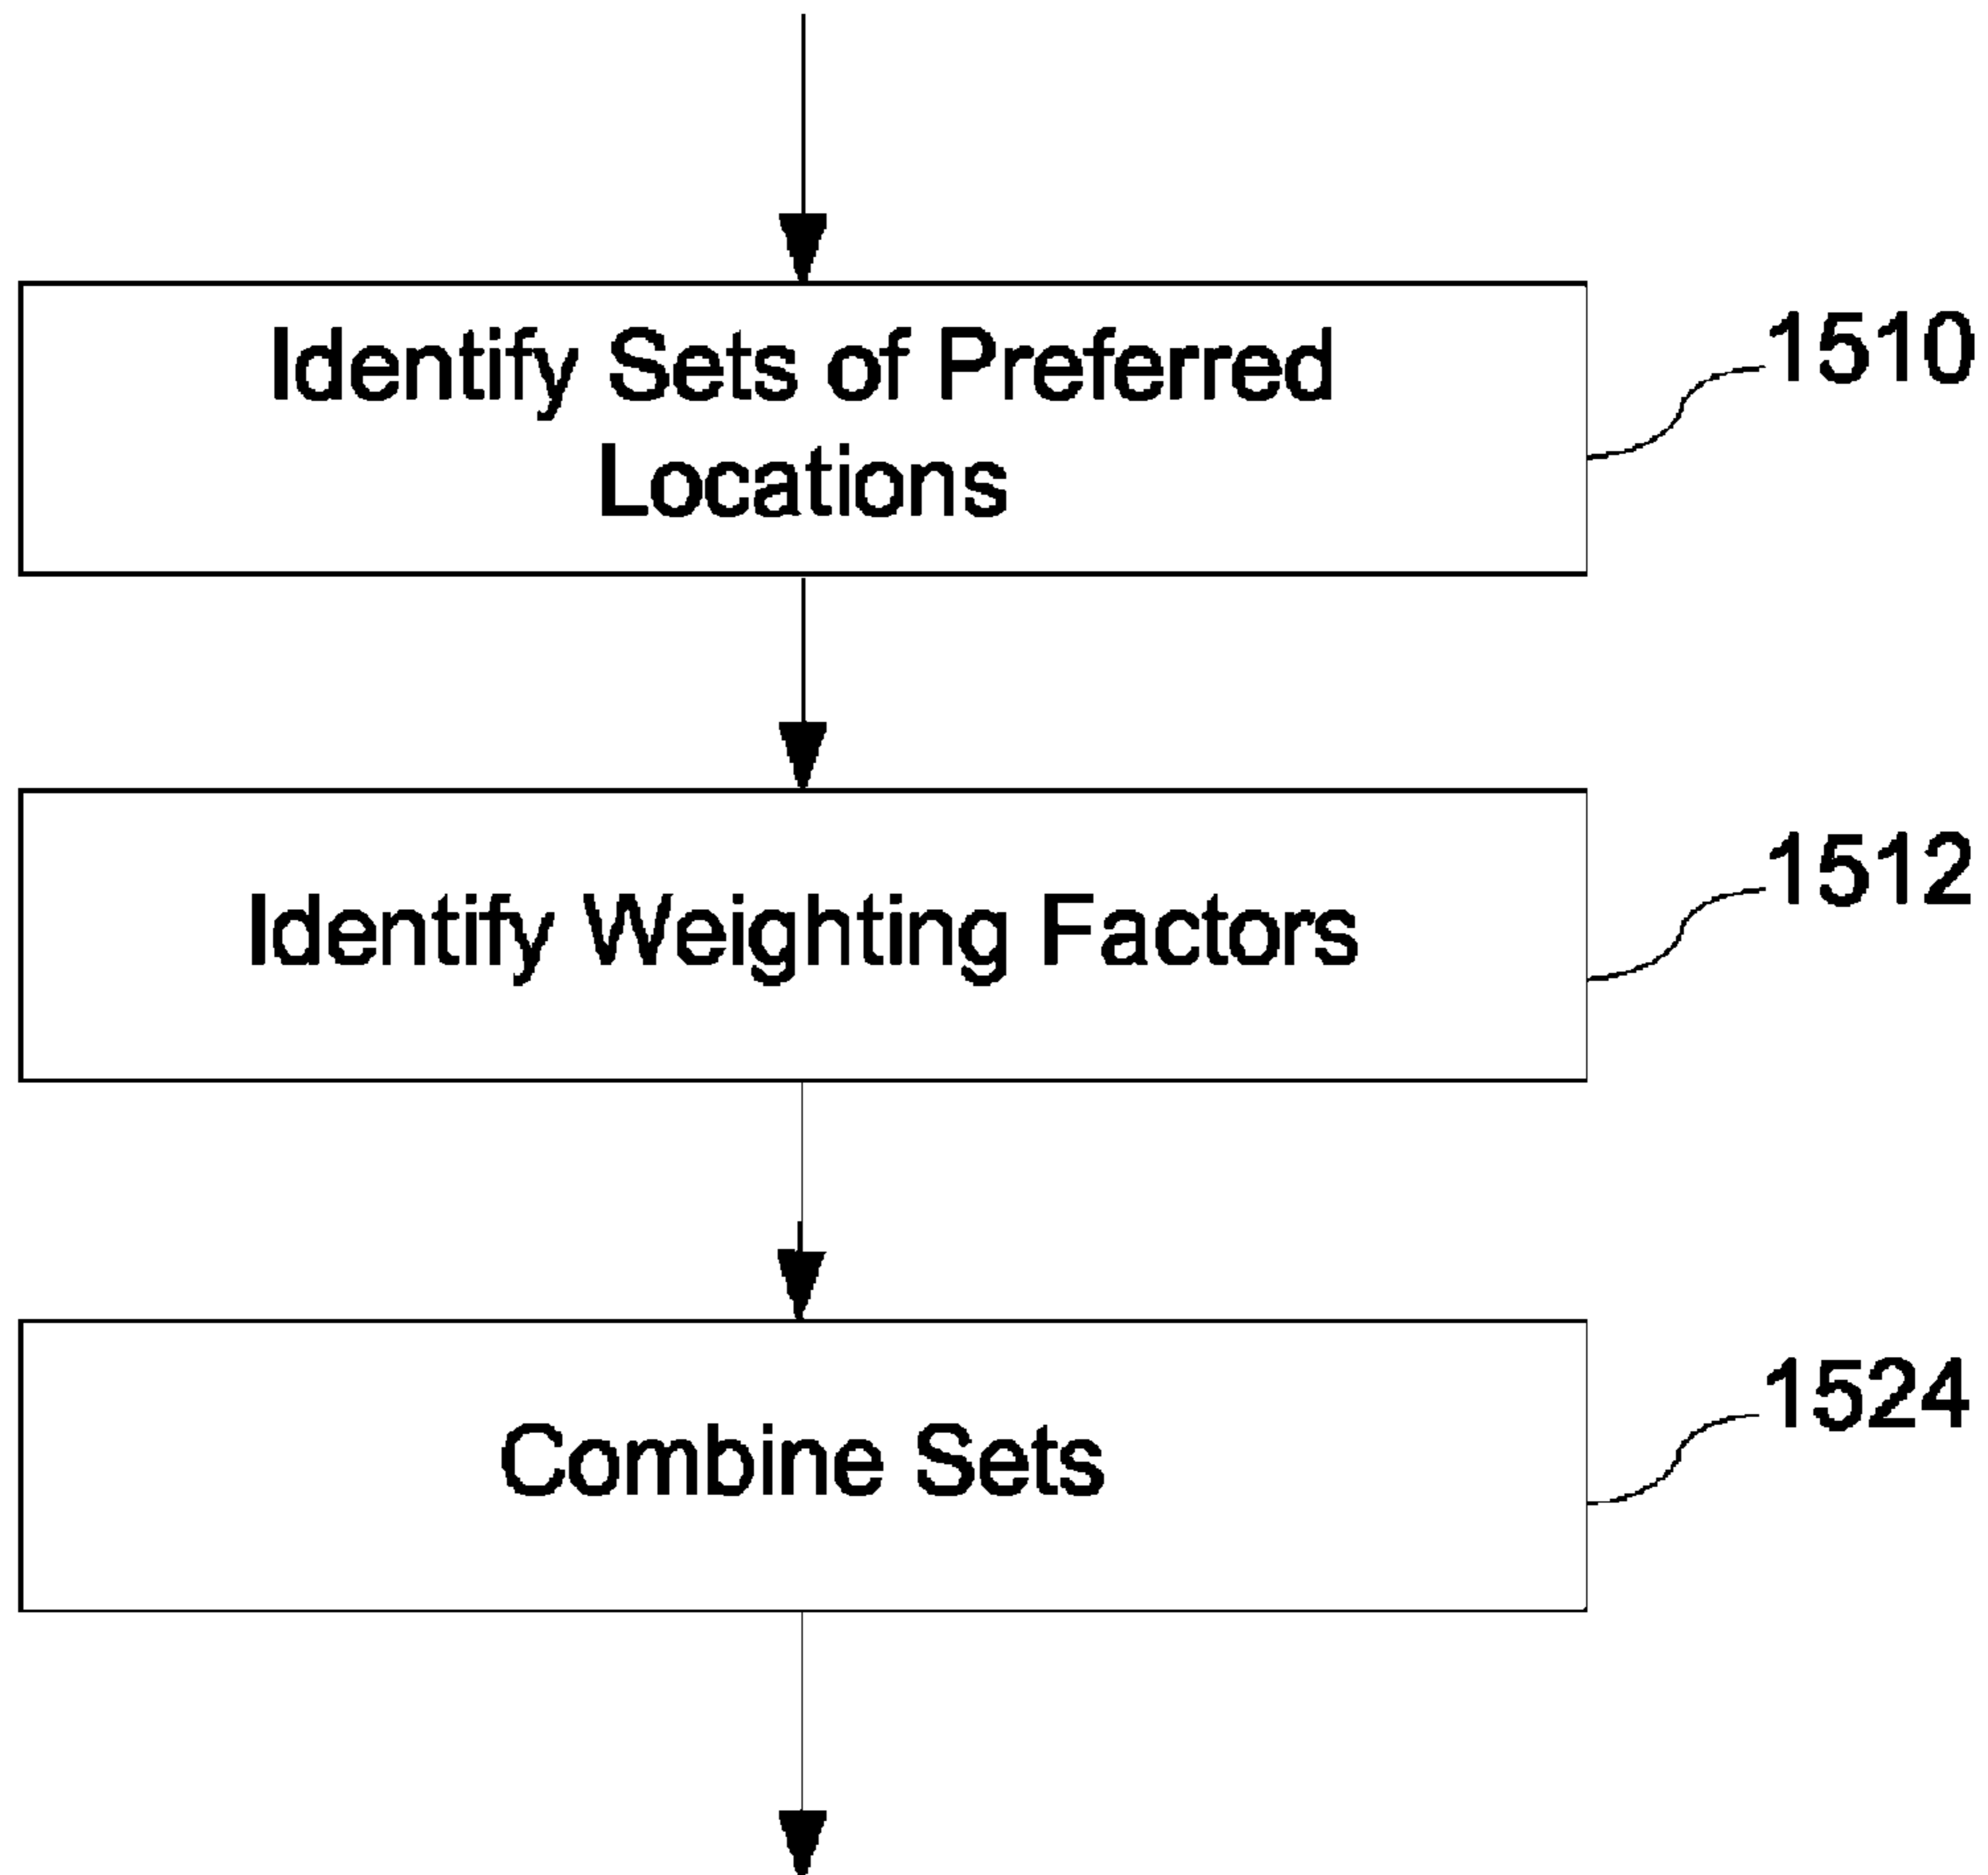 Identify Sets of Preferred
Locations
1510
Identify Weighting Factors
1512
Combine Sets
1524